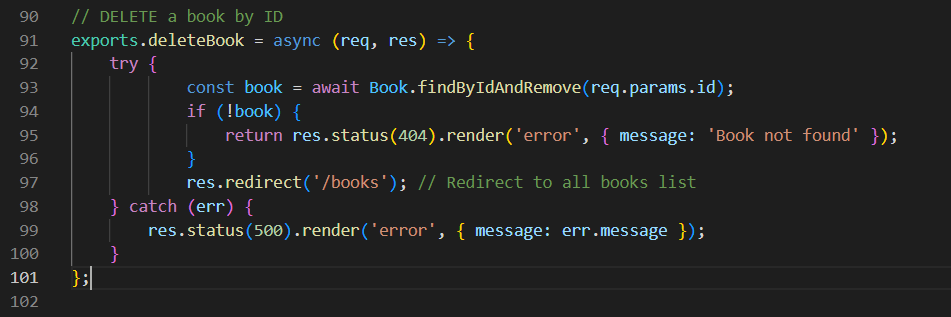 90 // DELETE a book by ID
91 exports.deleteBook = async (req, res) => {
92     try {
93             const book = await Book.findByIdAndRemove(req.params.id);
94             if (!book) {
95                 return res.status(404).render('error', { message: 'Book not found' });
96             }
97             res.redirect('/books'); // Redirect to all books list
98     } catch (err) {
99         res.status(500).render('error', { message: err.message });
100     }
101 };
102